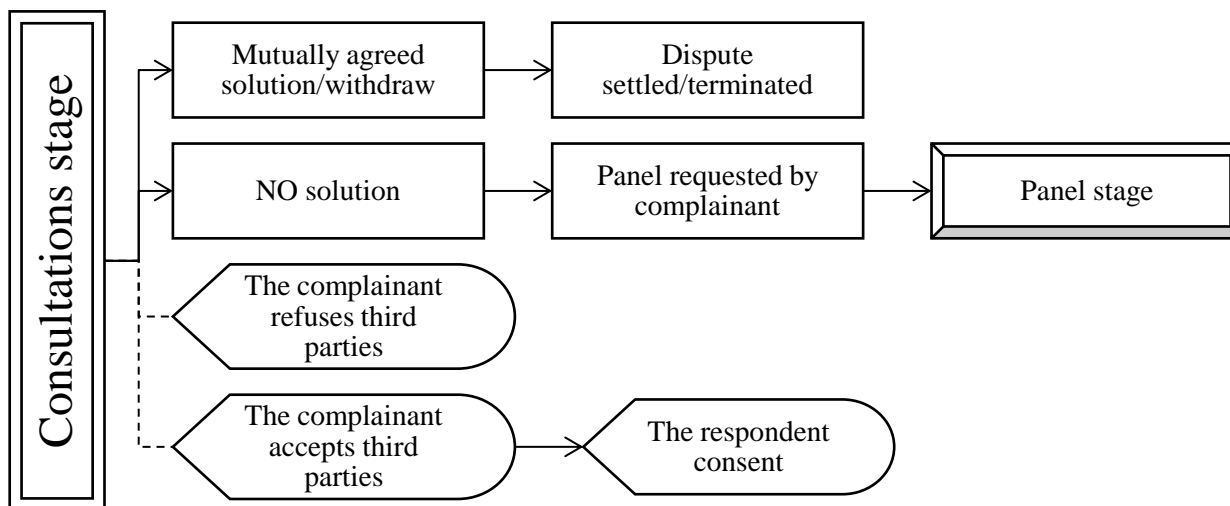 Consultations stage
Mutually agreed
solution/withdraw
Dispute
settled/terminated
NO solution
Panel requested by
complainant
Panel stage
The complainant
refuses third
parties
The complainant
accepts third
parties
The respondent
consent